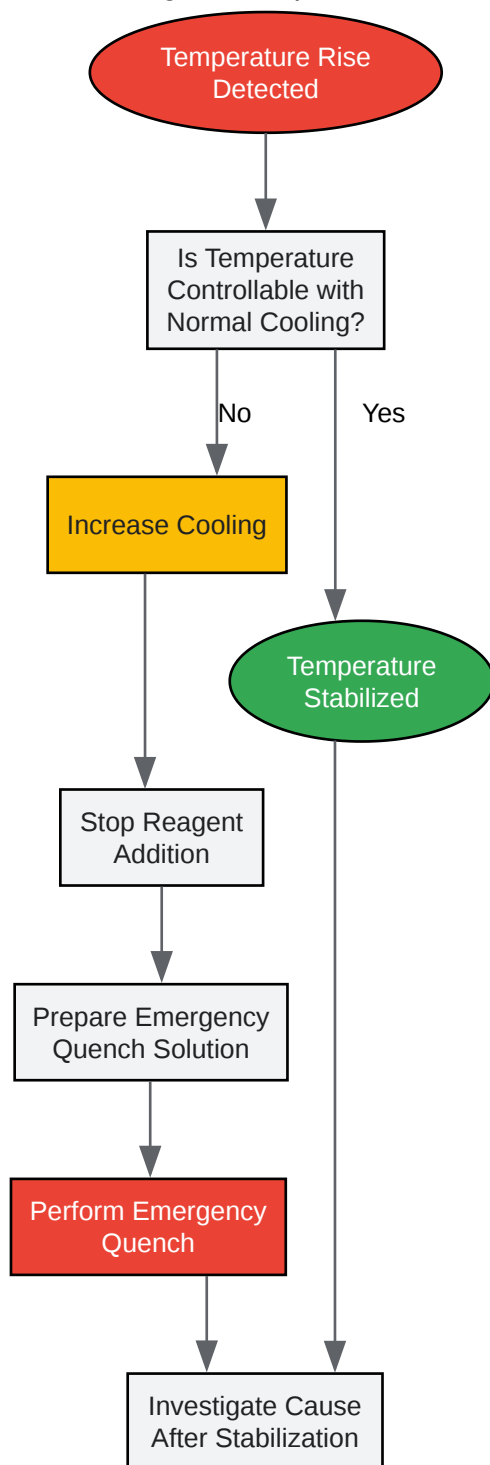 Temperature Rise
Detected
Is Temperature
Controllable with
Normal Cooling?
No
Yes
Increase Cooling
Temperature
Stabilized
Stop Reagent
Addition
Prepare Emergency
Quench Solution
Perform Emergency
Quench
Investigate Cause
After Stabilization